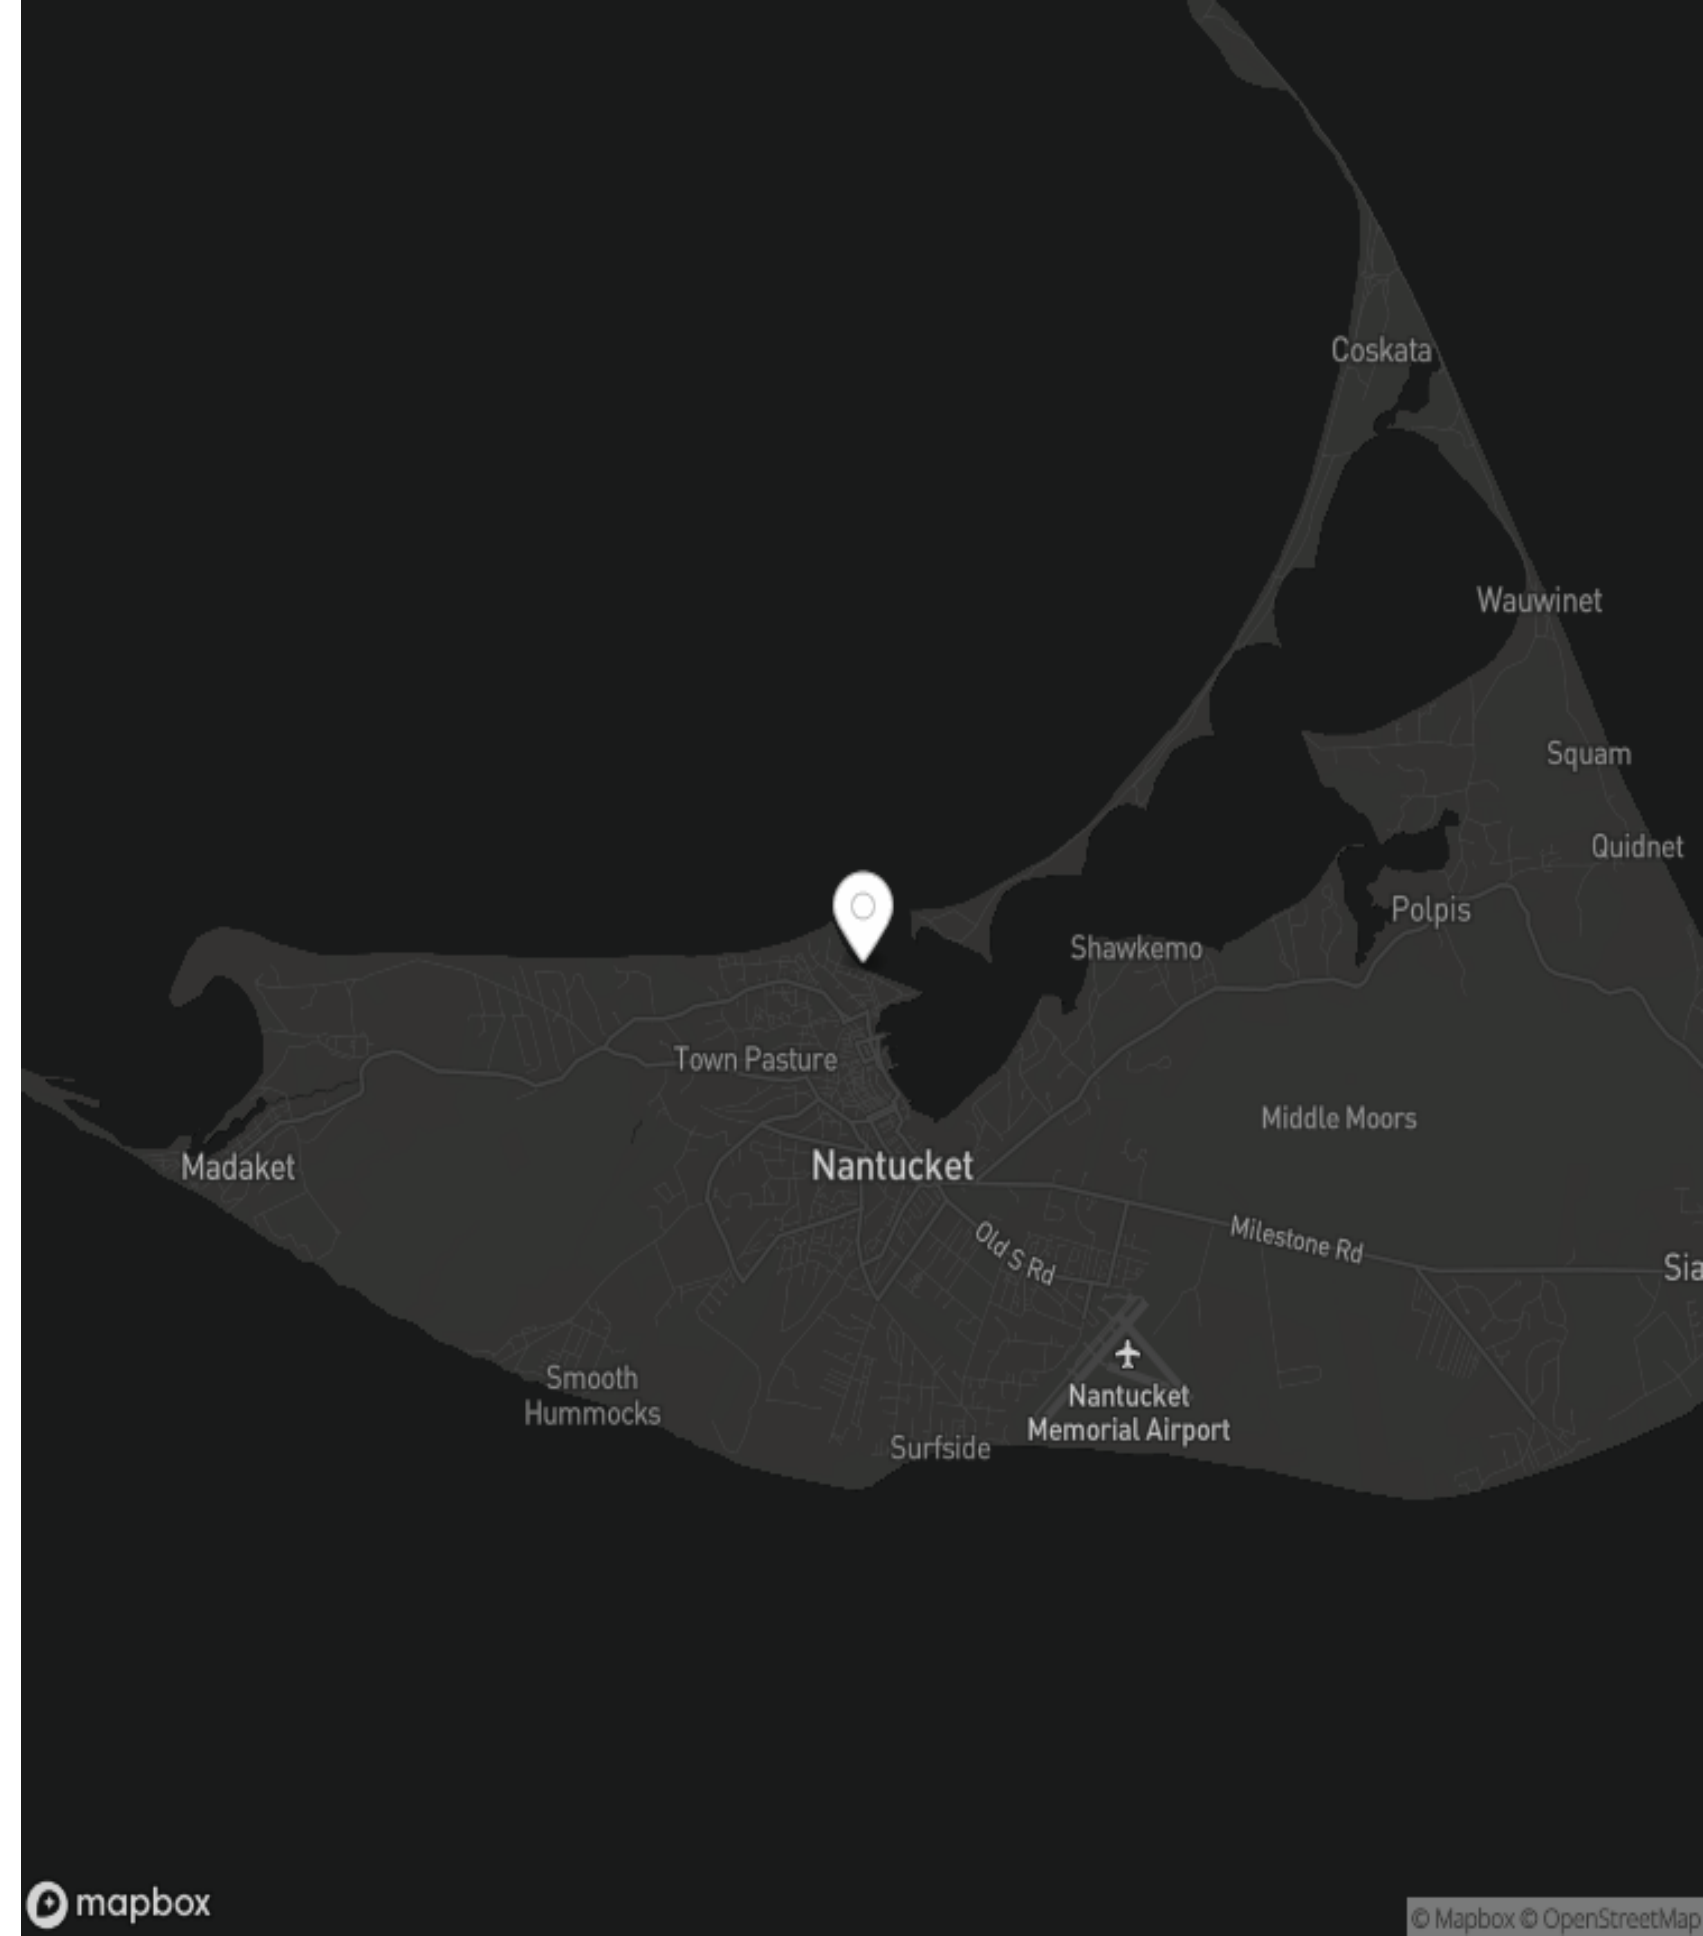 Coskata
Wauwinet
Squam
Quidnet
Polpis
Shawkemo
Town Pasture
Middle Moors
Madaket
Nantucket
Milestone Rd
Old S Rd
Sia
Smooth
Hummocks
Nantucket
Memorial Airport
Surfside
mapbox
© Mapbox © OpenStreetMap